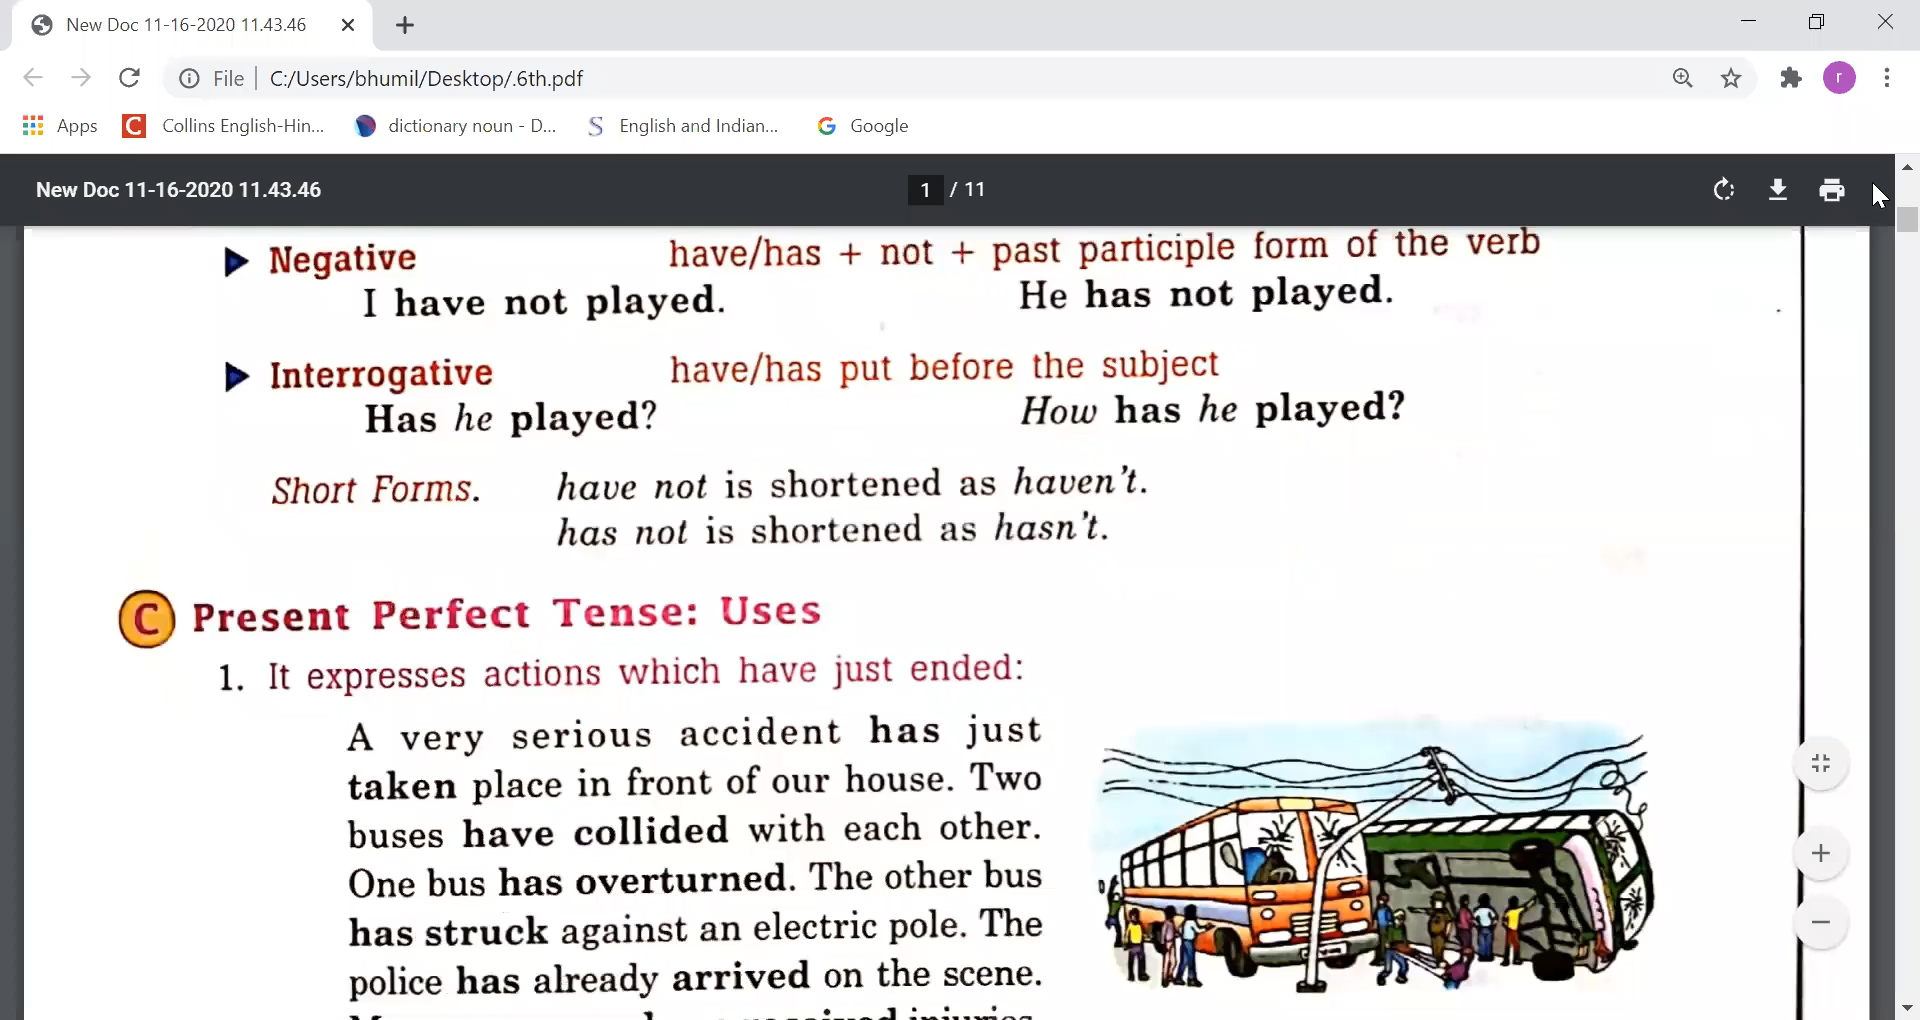 New Doc 11-16-2020 11.43.46
File C:/Users/bhumil/Desktop/.6th.pdf
r
Apps Collins English-Hin... dictionary noun - D... English and Indian... Google
New Doc 11-16-2020 11.43.46 1 / 11
Negative have/has + not + past participle form of the verb
I have not played. He has not played.
Interrogative have/has put before the subject
Has he played? How has he played?
Short Forms. have not is shortened as haven't.
has not is shortened as hasn't.
C Present Perfect Tense: Uses
1. It expresses actions which have just ended:
A very serious accident has just
taken place in front of our house. Two
buses have collided with each other.
One bus has overturned. The other bus
has struck against an electric pole. The
police has already arrived on the scene.
received injuries.